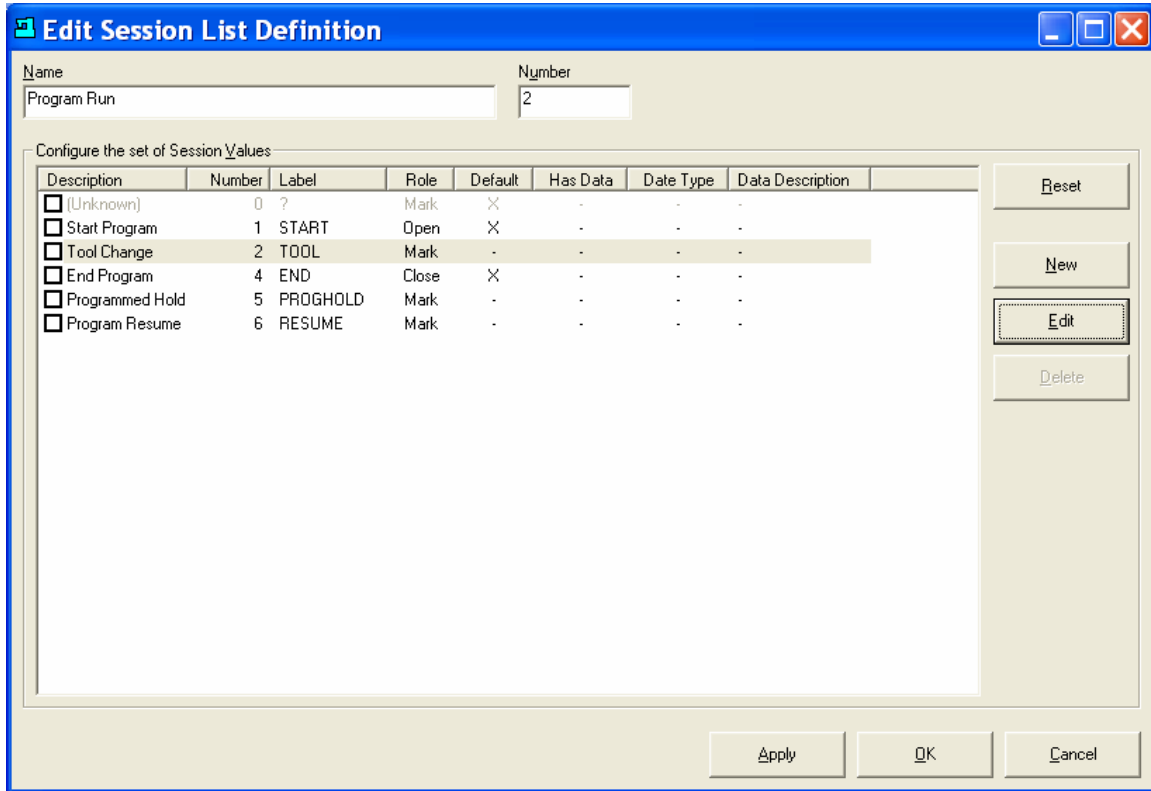 Edit Session List Definition
Name Number
Program Run 2
Configure the set of Session Values
Description Number Label Role Default Has Data Date Type Data Description
(Unknown) 0 ? Mark X - - -
Start Program 1 START Open X - - -
Tool Change 2 TOOL Mark - - - -
End Program 4 END Close X - - -
Programmed Hold 5 PROGHOLD Mark - - - -
Program Resume 6 RESUME Mark - - - -
Reset
New
Edit
Delete
Apply OK Cancel